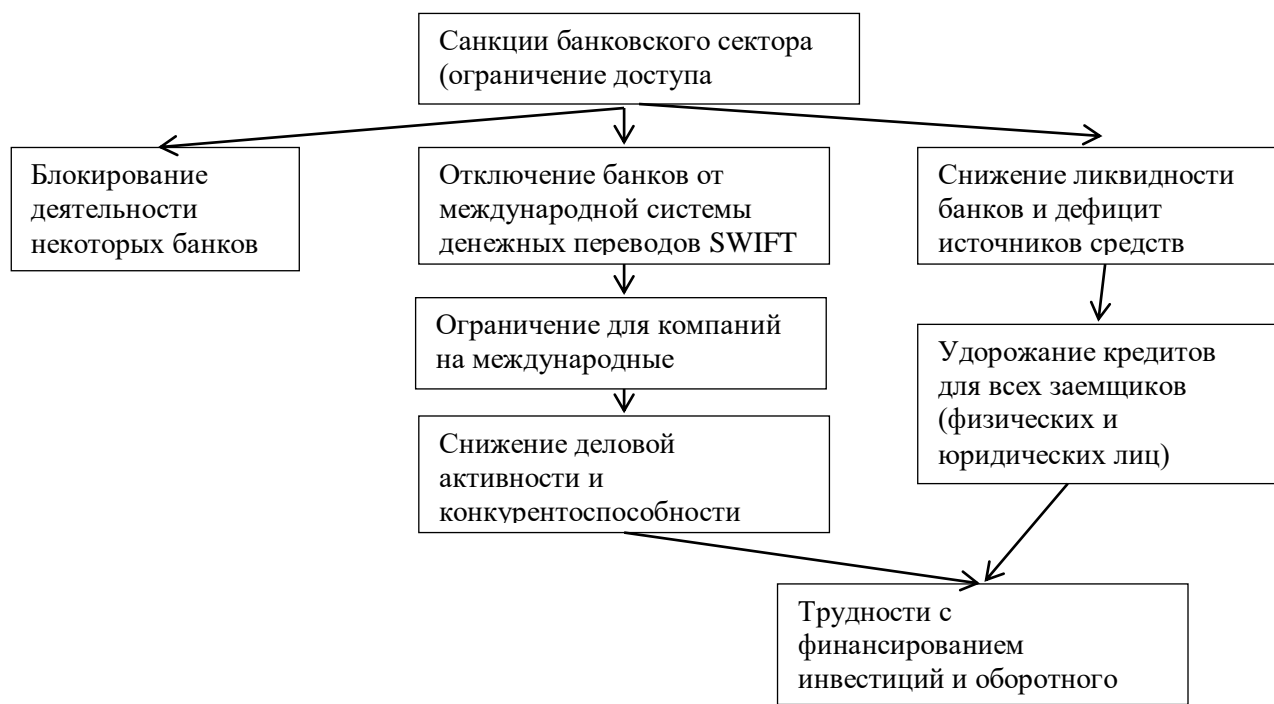 Санкции банковского сектора
(ограничение доступа
Блокирование
деятельности
некоторых банков
Отключение банков от
международной системы
денежных переводов SWIFT
Снижение ликвидности
банков и дефицит
источников средств
Ограничение для компаний
на международные
Удорожание кредитов
для всех заемщиков
(физических и
юридических лиц)
Снижение деловой
активности и
конкурентоспособности
Трудности с
финансированием
инвестиций и оборотного